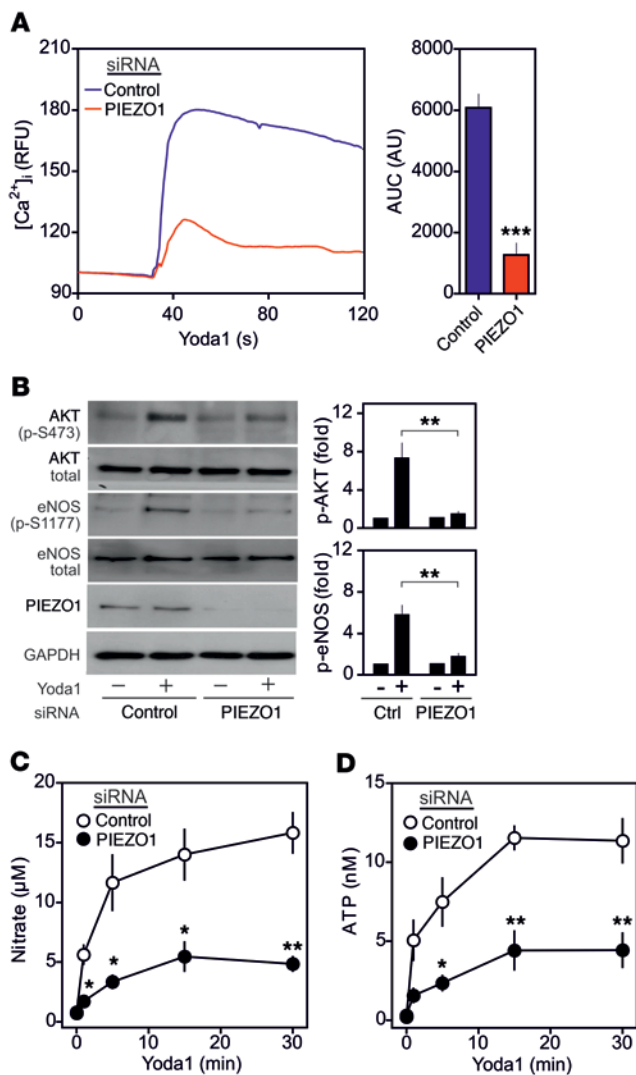 A
siRNA
Control
PIEZO1
[Ca²⁺]ᵢ (RFU)
210
180
150
120
90
0 40 80 120
Yoda1 (s)
AUC (AU)
8000
6000
4000
2000
0
***
Control PIEZO1
B
AKT
(p-S473)
AKT
total
eNOS
(p-S1177)
eNOS
total
PIEZO1
GAPDH
Yoda1 − + − +
siRNA Control PIEZO1
p-AKT (fold)
12
8
4
0
**
p-eNOS (fold)
12
8
4
0
**
- + - +
Ctrl PIEZO1
C
siRNA
Control
PIEZO1
Nitrate (μM)
20
15
10
5
0
* * * **
0 10 20 30
Yoda1 (min)
D
siRNA
Control
PIEZO1
ATP (nM)
15
10
5
0
* ** **
0 10 20 30
Yoda1 (min)